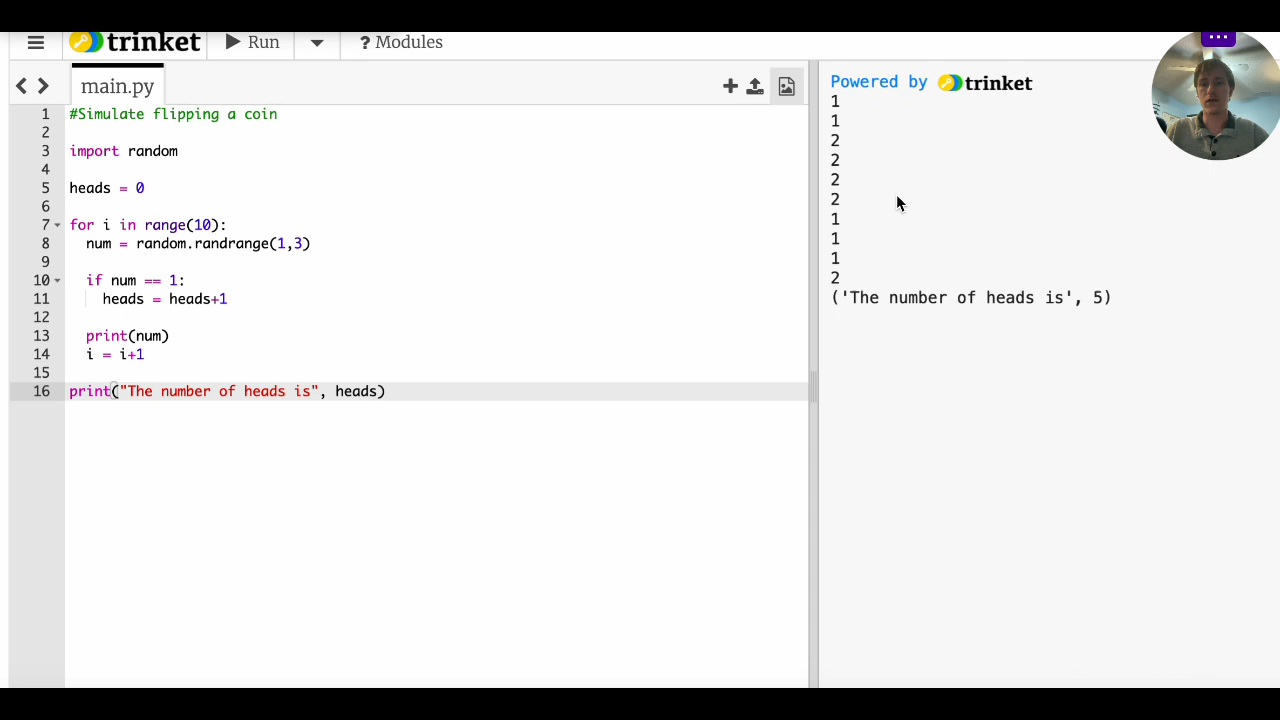 trinket Run ? Modules
main.py
1 #Simulate flipping a coin
2
3 import random
4
5 heads = 0
6
7 for i in range(10):
8 num = random.randrange(1,3)
9
10 if num == 1:
11 heads = heads+1
12
13 print(num)
14 i = i+1
15
16 print("The number of heads is", heads)
Powered by trinket
1
1
2
2
2
2
1
1
1
2
('The number of heads is', 5)